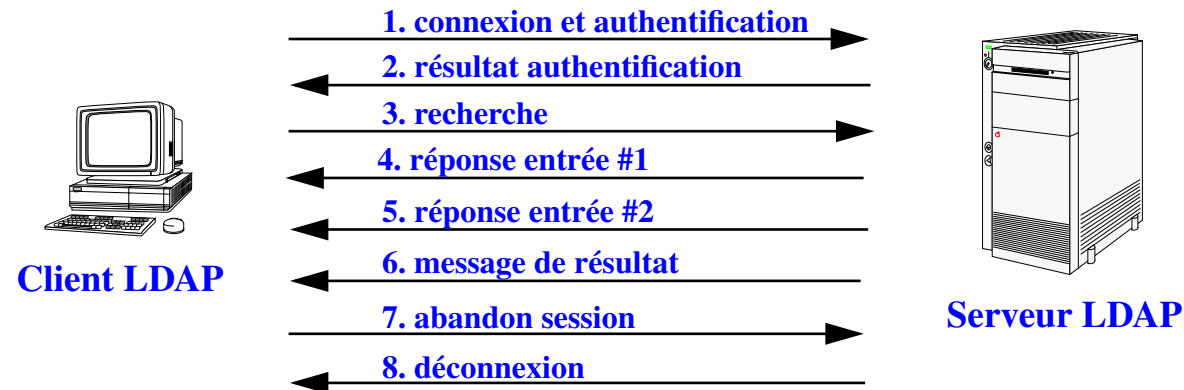 1. connexion et authentification
2. résultat authentification
3. recherche
4. réponse entrée #1
5. réponse entrée #2
6. message de résultat
7. abandon session
8. déconnexion
Client LDAP
Serveur LDAP